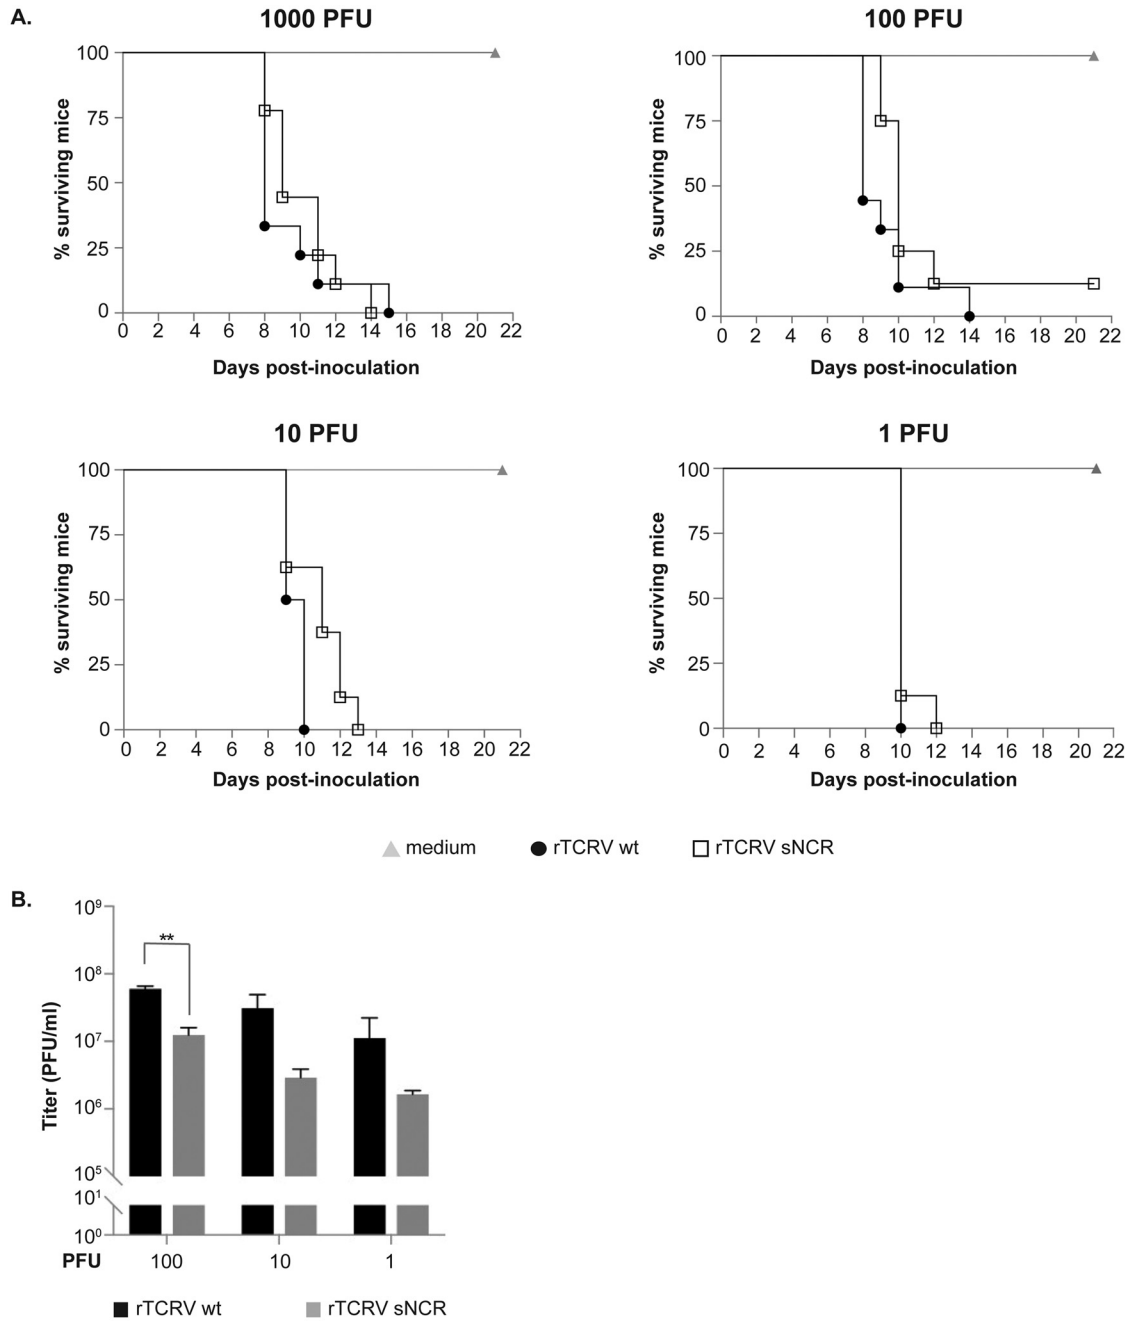 A.
1000 PFU
100 PFU
100
75
50
25
0
% surviving mice
0 2 4 6 8 10 12 14 16 18 20 22
Days post-inoculation
100
75
50
25
0
% surviving mice
0 2 4 6 8 10 12 14 16 18 20 22
Days post-inoculation
10 PFU
1 PFU
100
75
50
25
0
% surviving mice
0 2 4 6 8 10 12 14 16 18 20 22
Days post-inoculation
100
75
50
25
0
% surviving mice
0 2 4 6 8 10 12 14 16 18 20 22
Days post-inoculation
medium rTCRV wt rTCRV sNCR
B.
10⁹
10⁸
10⁷
10⁶
10⁵
10¹
10⁰
Titer (PFU/ml)
**
PFU 100 10 1
rTCRV wt rTCRV sNCR